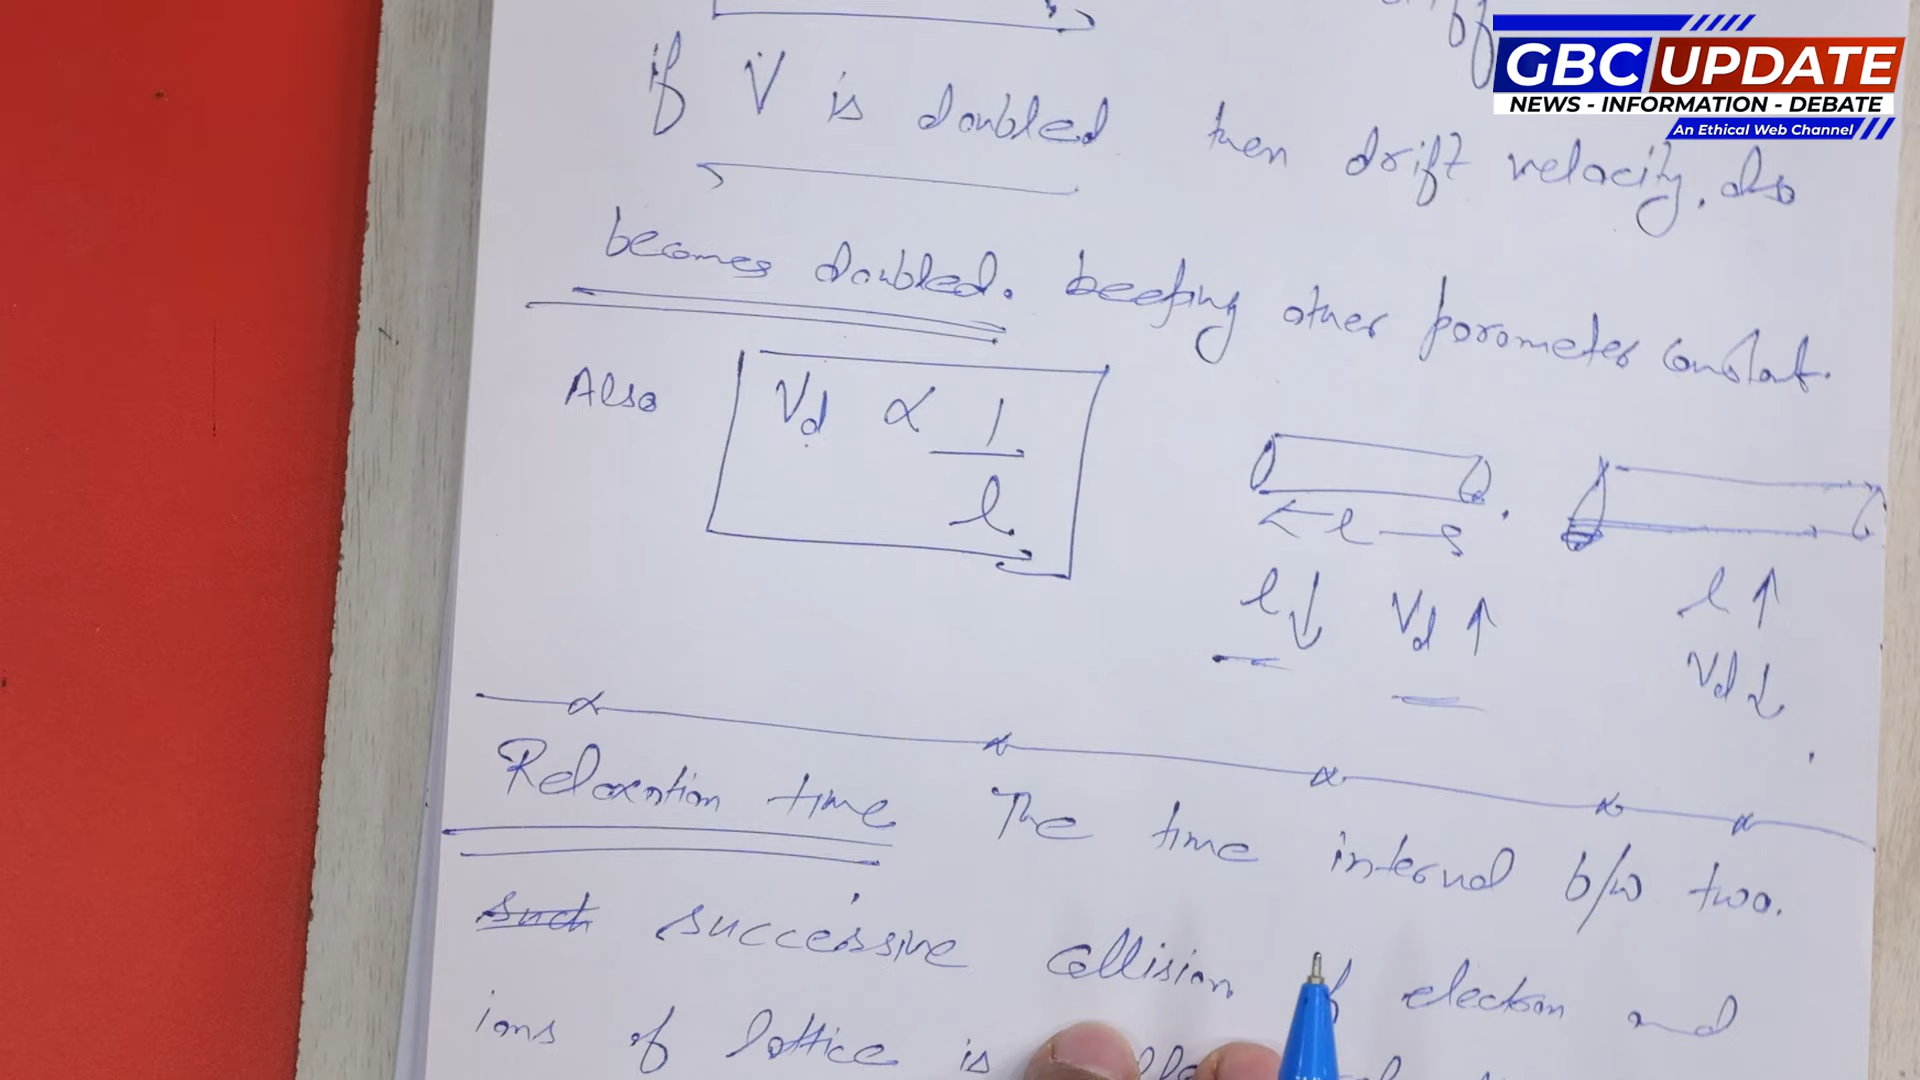 GBC UPDATE
NEWS - INFORMATION - DEBATE
An Ethical Web Channel
if V is doubled then drift velocity. also
becomes doubled. keeping other parameter constant.
Also Vd ∝ 1/l
l
l ↓ Vd ↑ l ↑
Vd ↓
Relaxation time The time interval b/w two.
such successive collision of electron and
ions of lattice is